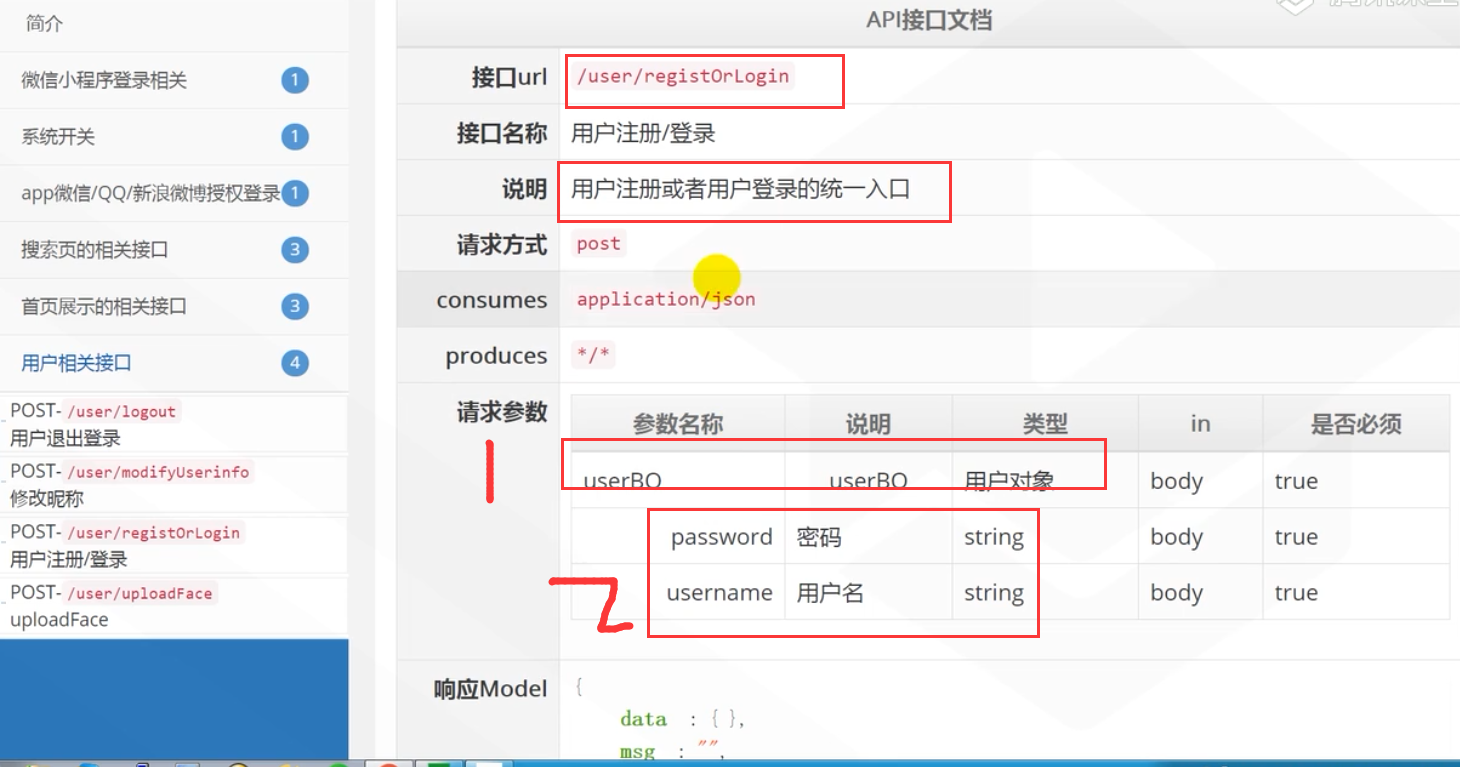 简介
微信小程序登录相关 1
系统开关 1
app微信/QQ/新浪微博授权登录 1
搜索页的相关接口 3
首页展示的相关接口 3
用户相关接口 4
POST- /user/logout
用户退出登录
POST- /user/modifyUserinfo
修改昵称
POST- /user/registOrLogin
用户注册/登录
POST- /user/uploadFace
uploadFace
API接口文档
接口url /user/registOrLogin
接口名称 用户注册/登录
说明 用户注册或者用户登录的统一入口
请求方式 post
consumes application/json
produces */*
请求参数
参数名称 说明 类型 in 是否必须
userBO userBO 用户对象 body true
password 密码 string body true
username 用户名 string body true
1
2
响应Model {
data : { },
msg : "",